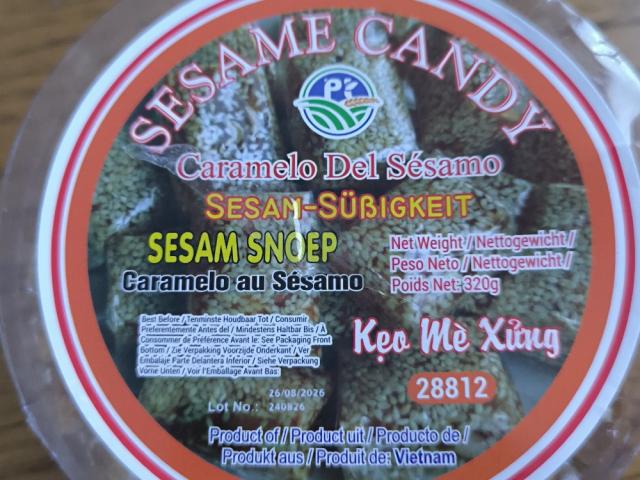 SESAME CANDY
P
Caramelo Del Sésamo
SESAM-SÜßIGKEIT
SESAM SNOEP
Caramelo au Sésamo
Net Weight / Nettogewicht /
Peso Neto / Nettogewicht /
Poids Net: 320g
Best Before / Tenminste Houdbaar Tot / Consumir
Preferentemente Antes del / Mindestens Haltbar Bis / A
Consommer de Préférence Avant le: See Packaging Front
Bottom / Zie Verpakking Voorzijde Onderkant / Ver
Embalaje Parte Delantera Inferior / Siehe Verpackung
Vorne Unten / Voir l'Emballage Avant Bas:
Kẹo Mè Xửng
28812
26/08/2026
Lot No.: 240826
Product of / Product uit / Producto de /
Produkt aus / Produit de: Vietnam